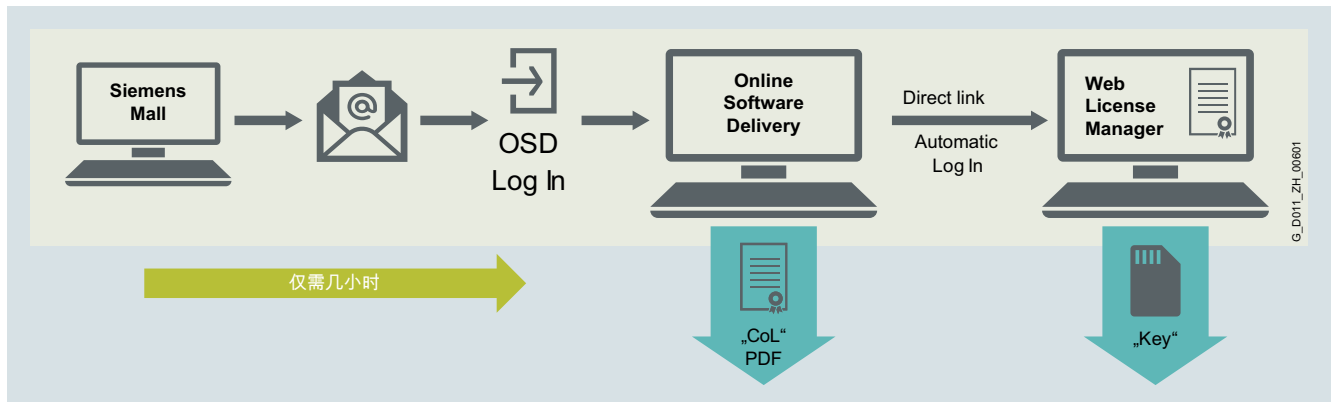 Siemens
Mall
@
OSD
Log In
Online
Software
Delivery
Direct link
Automatic
Log In
Web
License
Manager
G_D011_ZH_00601
仅需几小时
„CoL“
PDF
„Key“